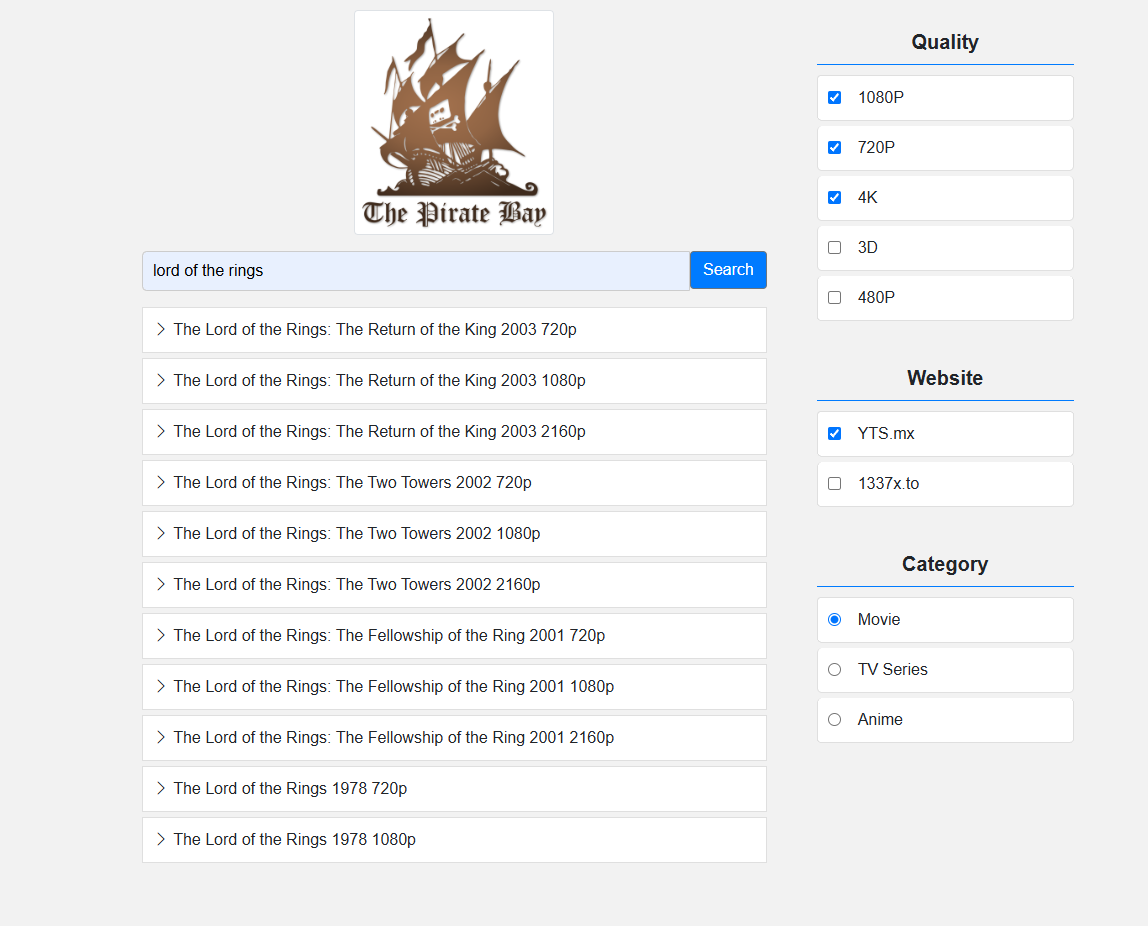 The Pirate Bay
lord of the rings
Search
The Lord of the Rings: The Return of the King 2003 720p
The Lord of the Rings: The Return of the King 2003 1080p
The Lord of the Rings: The Return of the King 2003 2160p
The Lord of the Rings: The Two Towers 2002 720p
The Lord of the Rings: The Two Towers 2002 1080p
The Lord of the Rings: The Two Towers 2002 2160p
The Lord of the Rings: The Fellowship of the Ring 2001 720p
The Lord of the Rings: The Fellowship of the Ring 2001 1080p
The Lord of the Rings: The Fellowship of the Ring 2001 2160p
The Lord of the Rings 1978 720p
The Lord of the Rings 1978 1080p
Quality
1080P
720P
4K
3D
480P
Website
YTS.mx
1337x.to
Category
Movie
TV Series
Anime